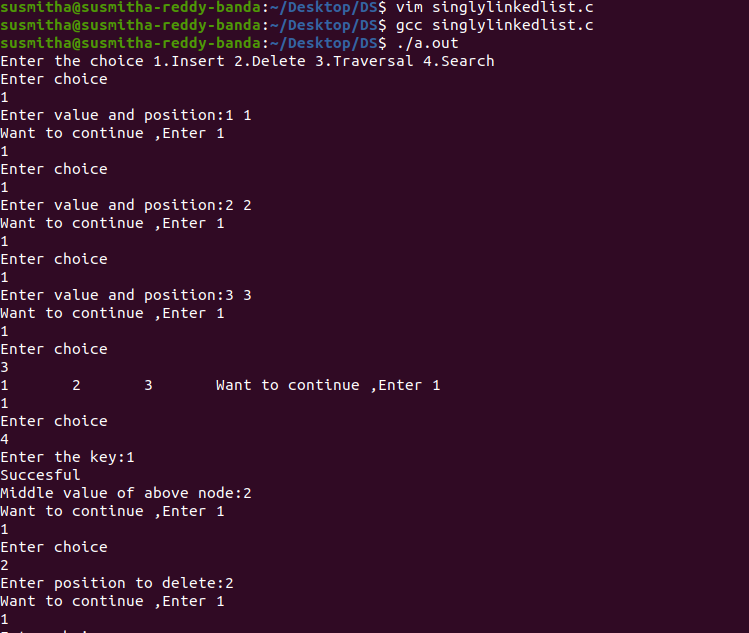 susmitha@susmitha-reddy-banda:~/Desktop/DS$ vim singlylinkedlist.c
susmitha@susmitha-reddy-banda:~/Desktop/DS$ gcc singlylinkedlist.c
susmitha@susmitha-reddy-banda:~/Desktop/DS$ ./a.out
Enter the choice 1.Insert 2.Delete 3.Traversal 4.Search
Enter choice
1
Enter value and position:1 1
Want to continue ,Enter 1
1
Enter choice
1
Enter value and position:2 2
Want to continue ,Enter 1
1
Enter choice
1
Enter value and position:3 3
Want to continue ,Enter 1
1
Enter choice
3
1       2       3       Want to continue ,Enter 1
1
Enter choice
4
Enter the key:1
Succesful
Middle value of above node:2
Want to continue ,Enter 1
1
Enter choice
2
Enter position to delete:2
Want to continue ,Enter 1
1